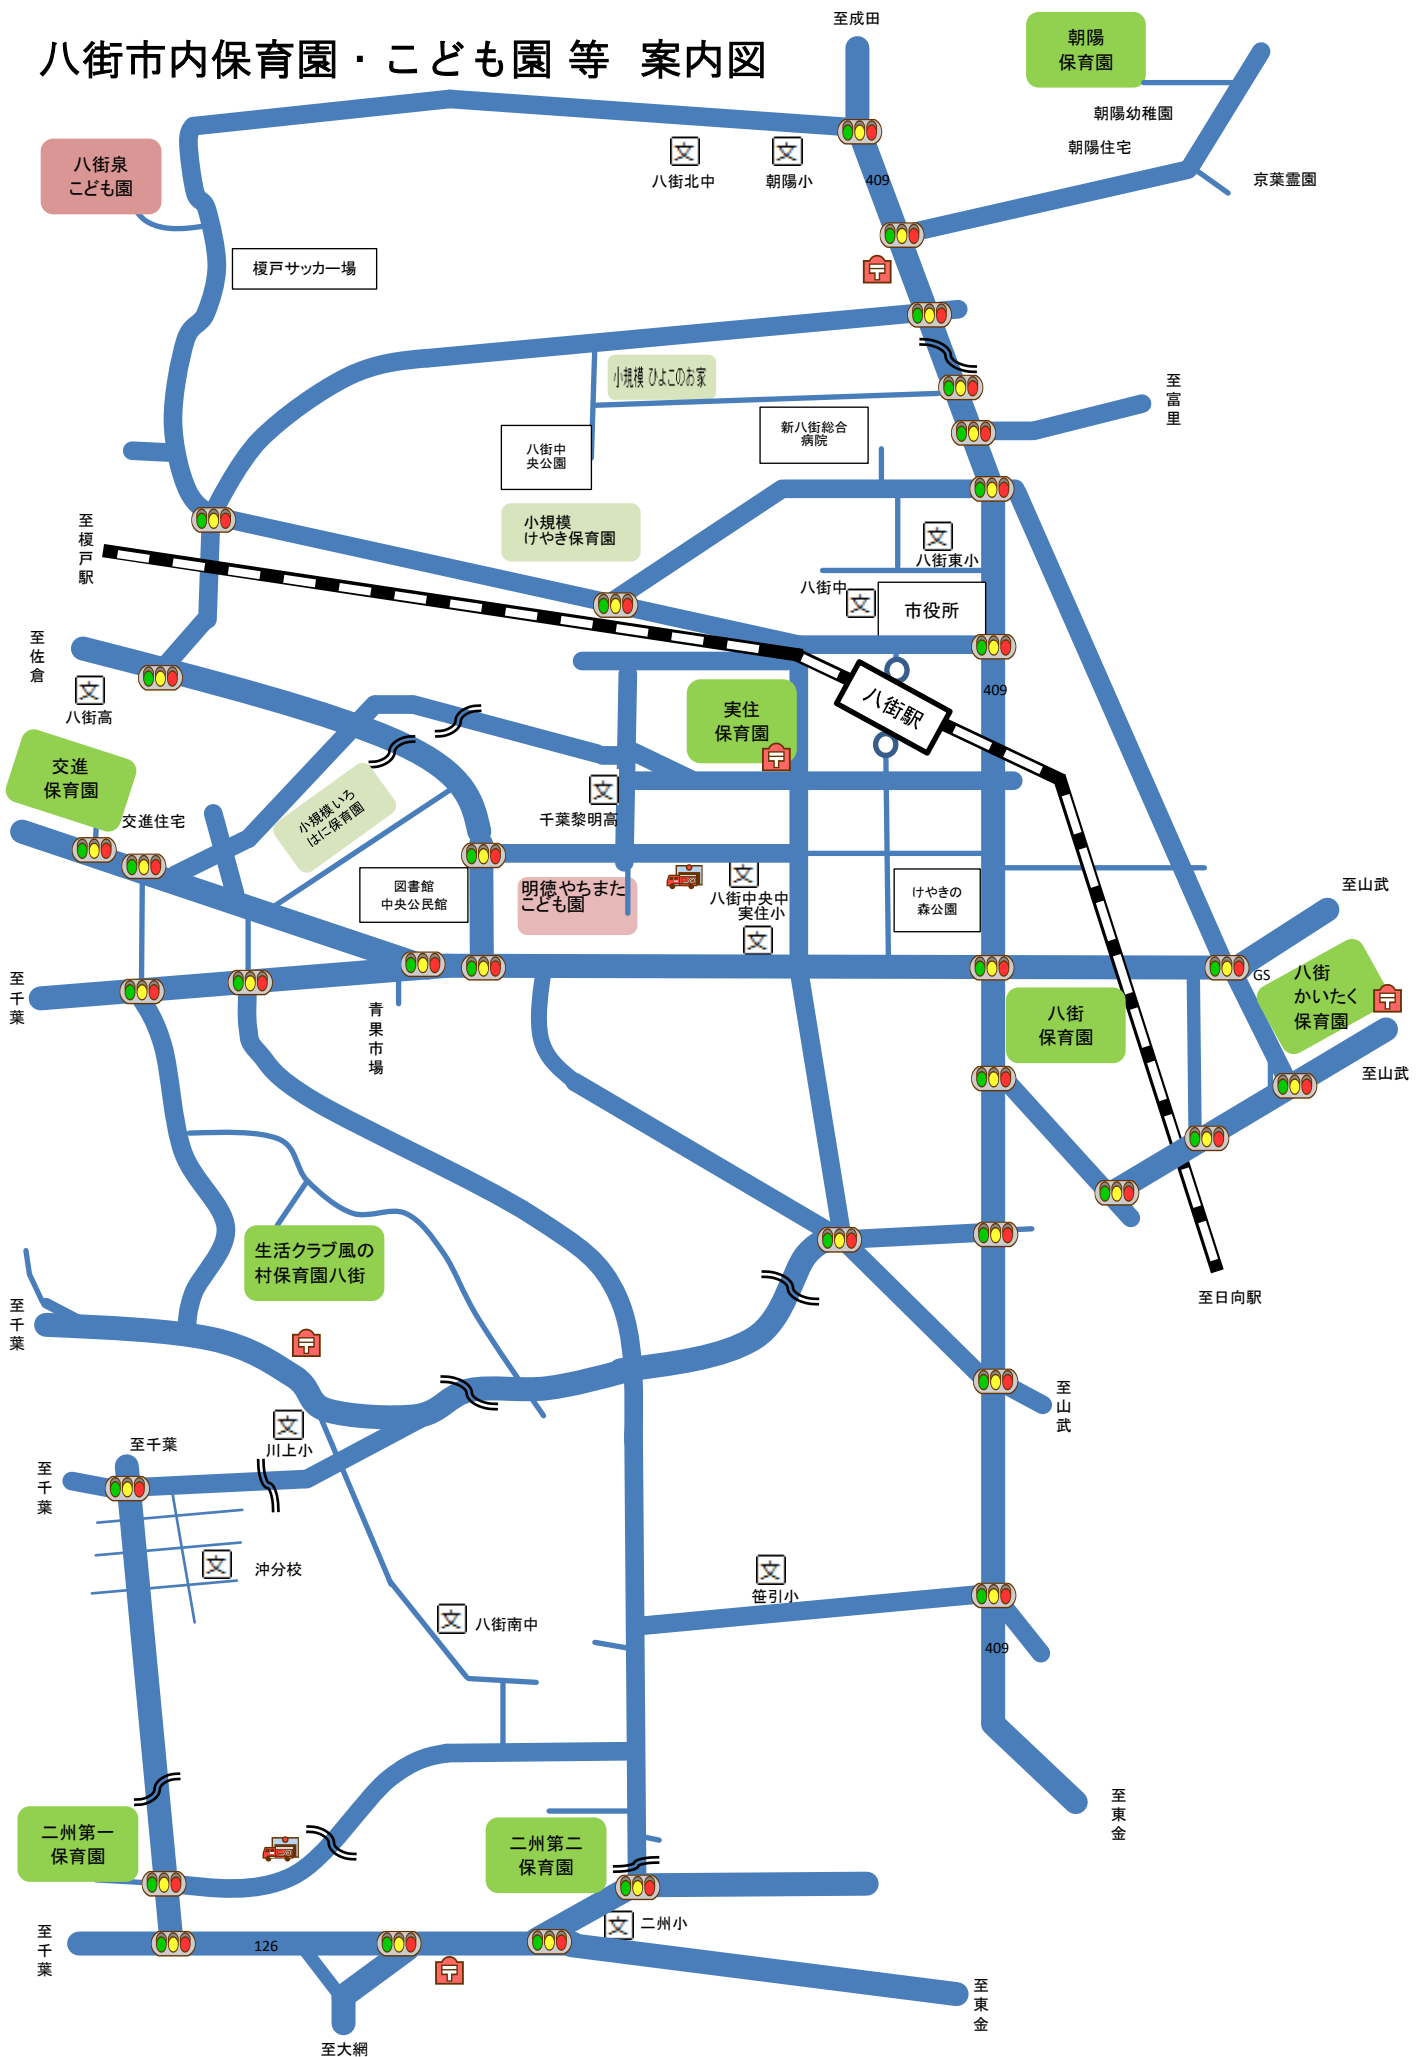 八街市内保育園・こども園 等　案内図
至成田
朝陽
保育園
朝陽幼稚園
朝陽住宅
京葉霊園
八街泉
こども園
八街北中
朝陽小
409
榎戸サッカー場
小規模 ひよこのお家
至富里
八街中
央公園
新八街総合
病院
小規模
けやき保育園
至榎戸駅
八街東小
八街中
市役所
至佐倉
八街高
409
実住
保育園
八街駅
交進
保育園
交進住宅
小規模 いろ
はに保育園
千葉黎明高
図書館
中央公民館
明徳やちまた
こども園
八街中央中
実住小
けやきの
森公園
至山武
至千葉
青果市場
GS
八街
かいたく
保育園
八街
保育園
至山武
生活クラブ風の
村保育園八街
至千葉
至日向駅
至山武
川上小
至千葉
至千葉
沖分校
笹引小
八街南中
409
至東金
二州第一
保育園
二州第二
保育園
二州小
至千葉
126
至東金
至大網
文
文
文
文
文
文
文
文
文
文
文
文
文